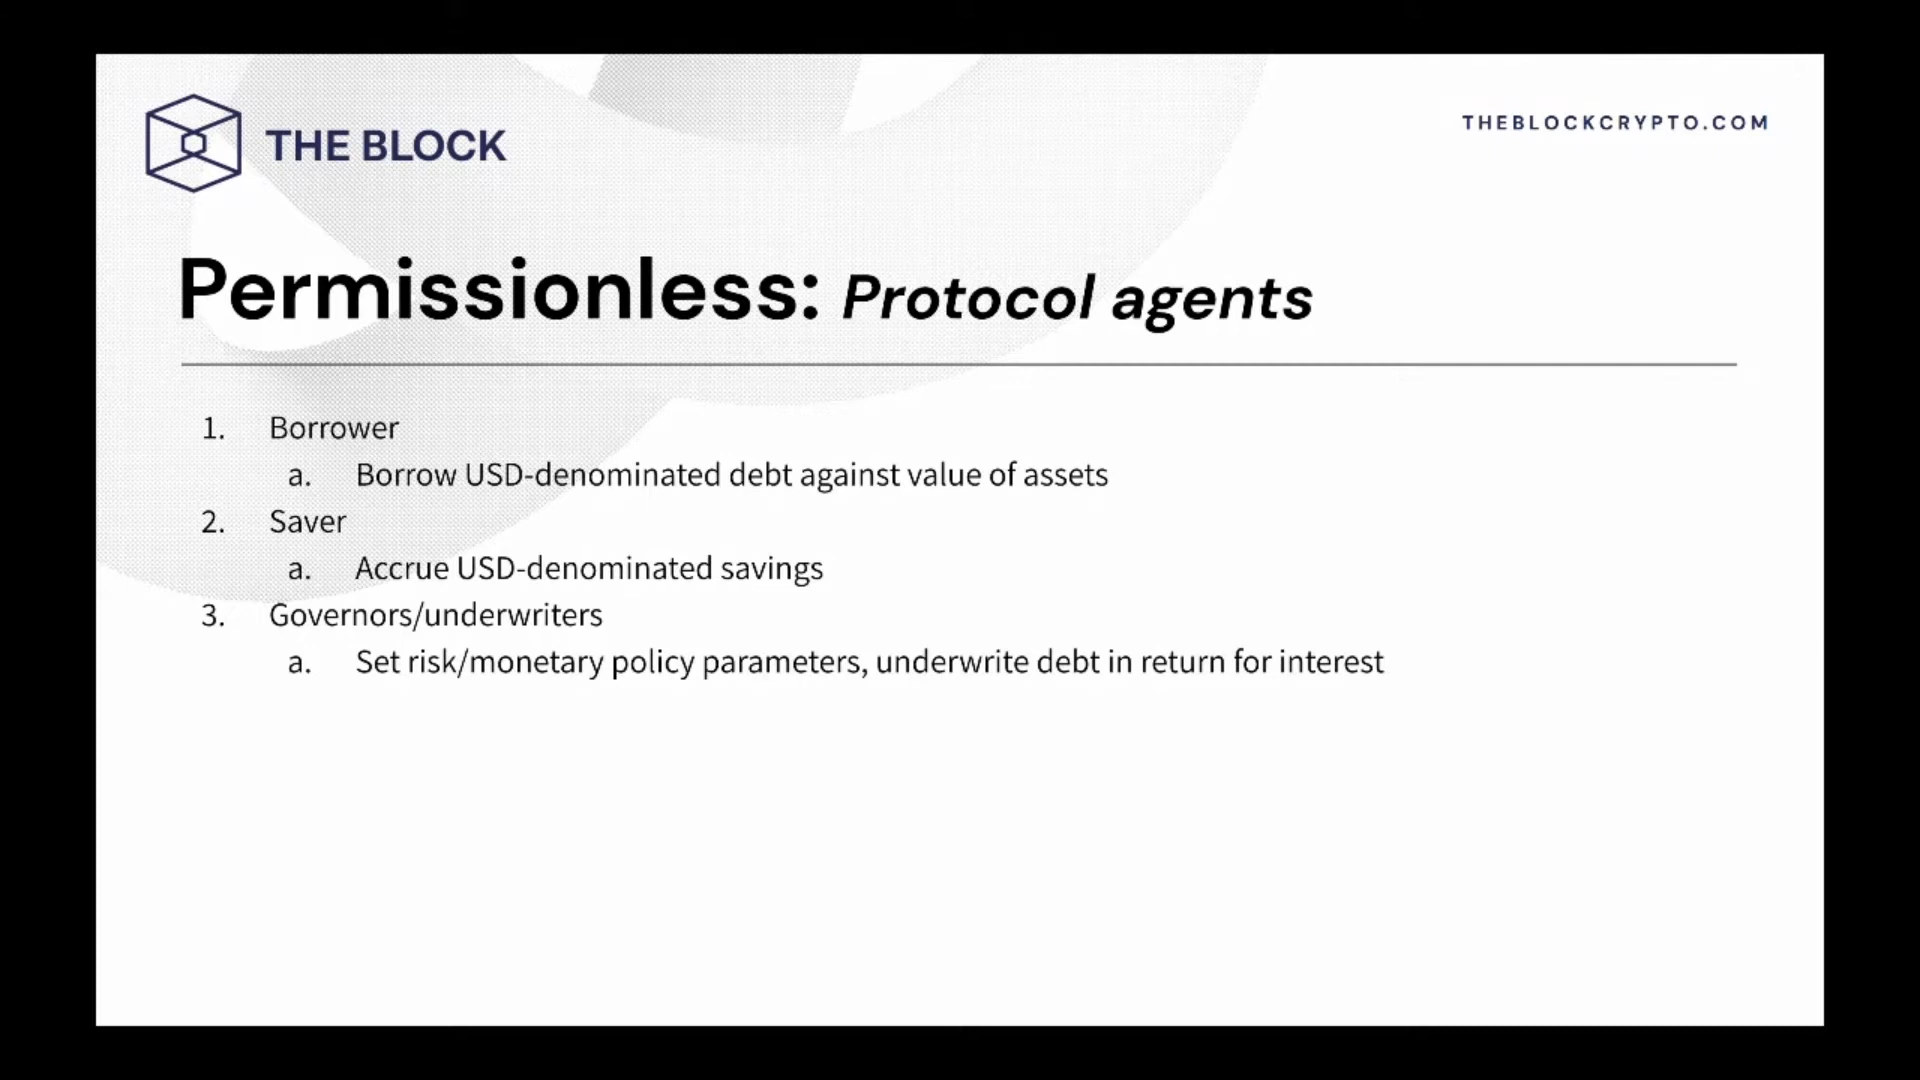 THE BLOCK
THEBLOCKCRYPTO.COM
Permissionless: Protocol agents
1. Borrower
a. Borrow USD-denominated debt against value of assets
2. Saver
a. Accrue USD-denominated savings
3. Governors/underwriters
a. Set risk/monetary policy parameters, underwrite debt in return for interest